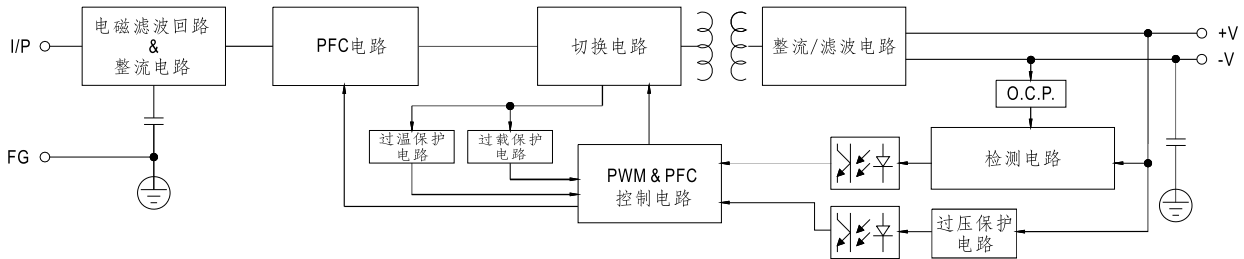 I/P
电磁滤波回路
&
整流电路
PFC电路
切换电路
整流/滤波电路
+V
-V
O.C.P.
过温保护
电路
过载保护
电路
FG
PWM & PFC
控制电路
检测电路
过压保护
电路